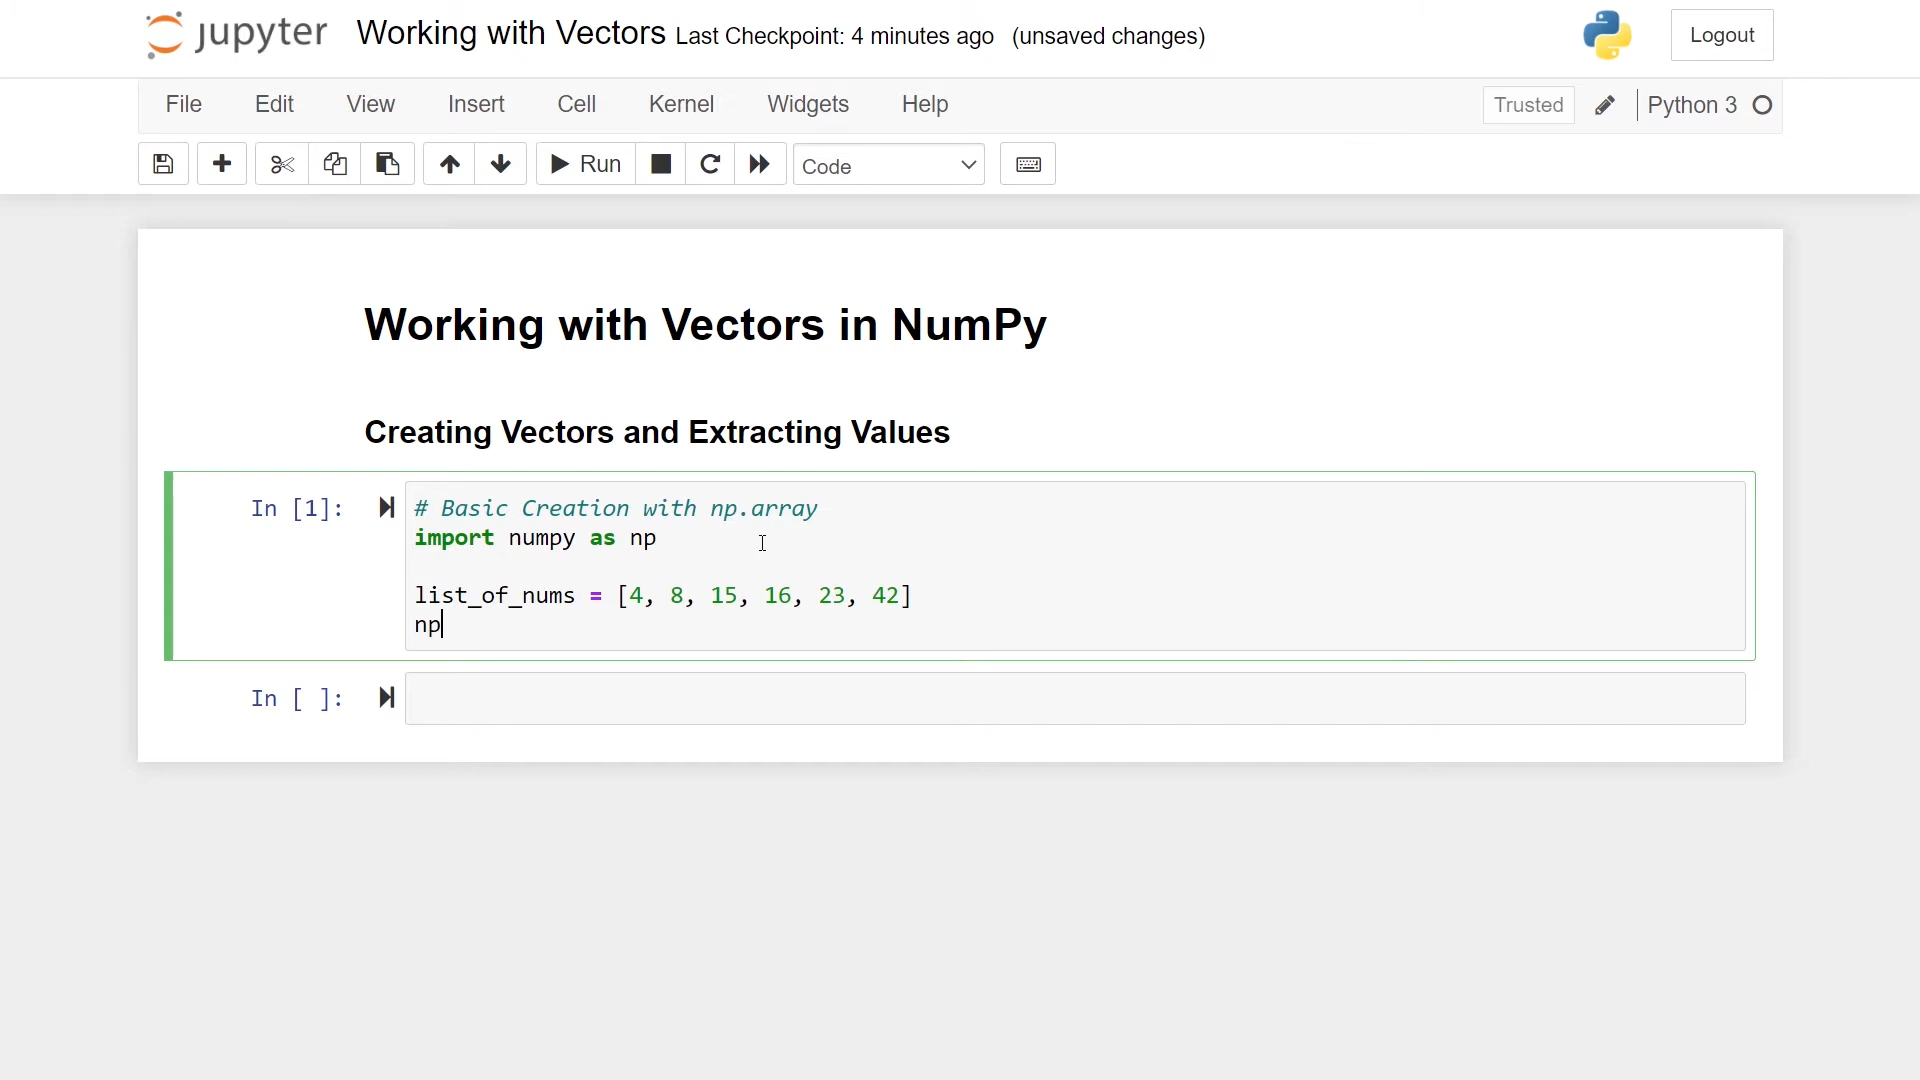 jupyter Working with Vectors Last Checkpoint: 4 minutes ago (unsaved changes) Logout
File Edit View Insert Cell Kernel Widgets Help Trusted Python 3
Run Code
Working with Vectors in NumPy
Creating Vectors and Extracting Values
In [1]: # Basic Creation with np.array
import numpy as np
list_of_nums = [4, 8, 15, 16, 23, 42]
np
In [ ]: